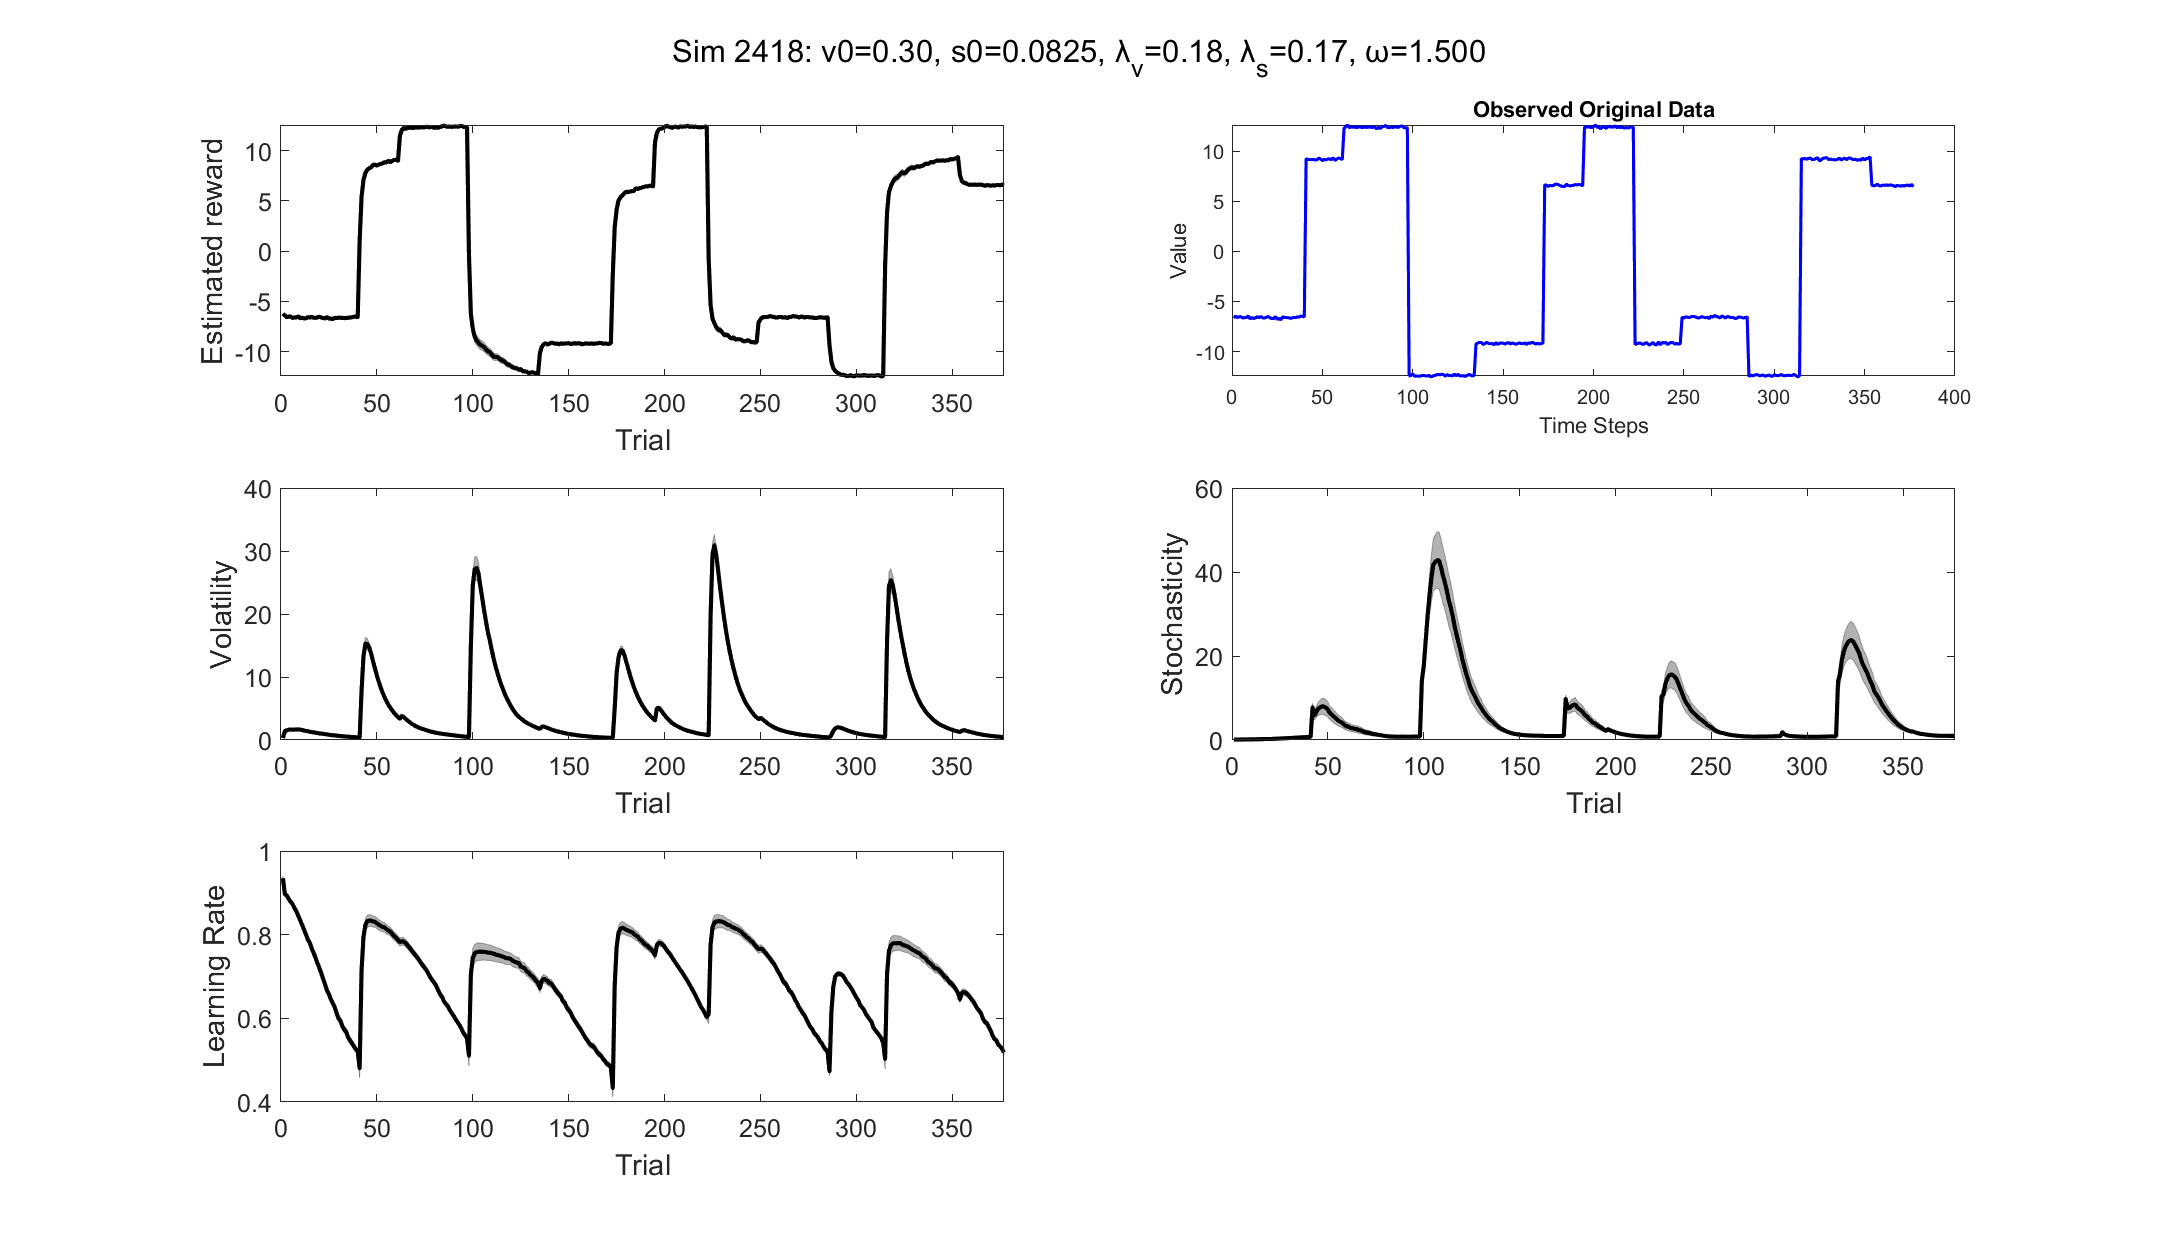 Sim 2418: v0=0.30, s0=0.0825, λv=0.18, λs=0.17, ω=1.500
Estimated reward
10
5
0
-5
-10
0 50 100 150 200 250 300 350
Trial
Observed Original Data
Value
10
5
0
-5
-10
0 50 100 150 200 250 300 350 400
Time Steps
Volatility
40
30
20
10
0
0 50 100 150 200 250 300 350
Trial
Stochasticity
60
40
20
0
0 50 100 150 200 250 300 350
Trial
Learning Rate
1
0.8
0.6
0.4
0 50 100 150 200 250 300 350
Trial